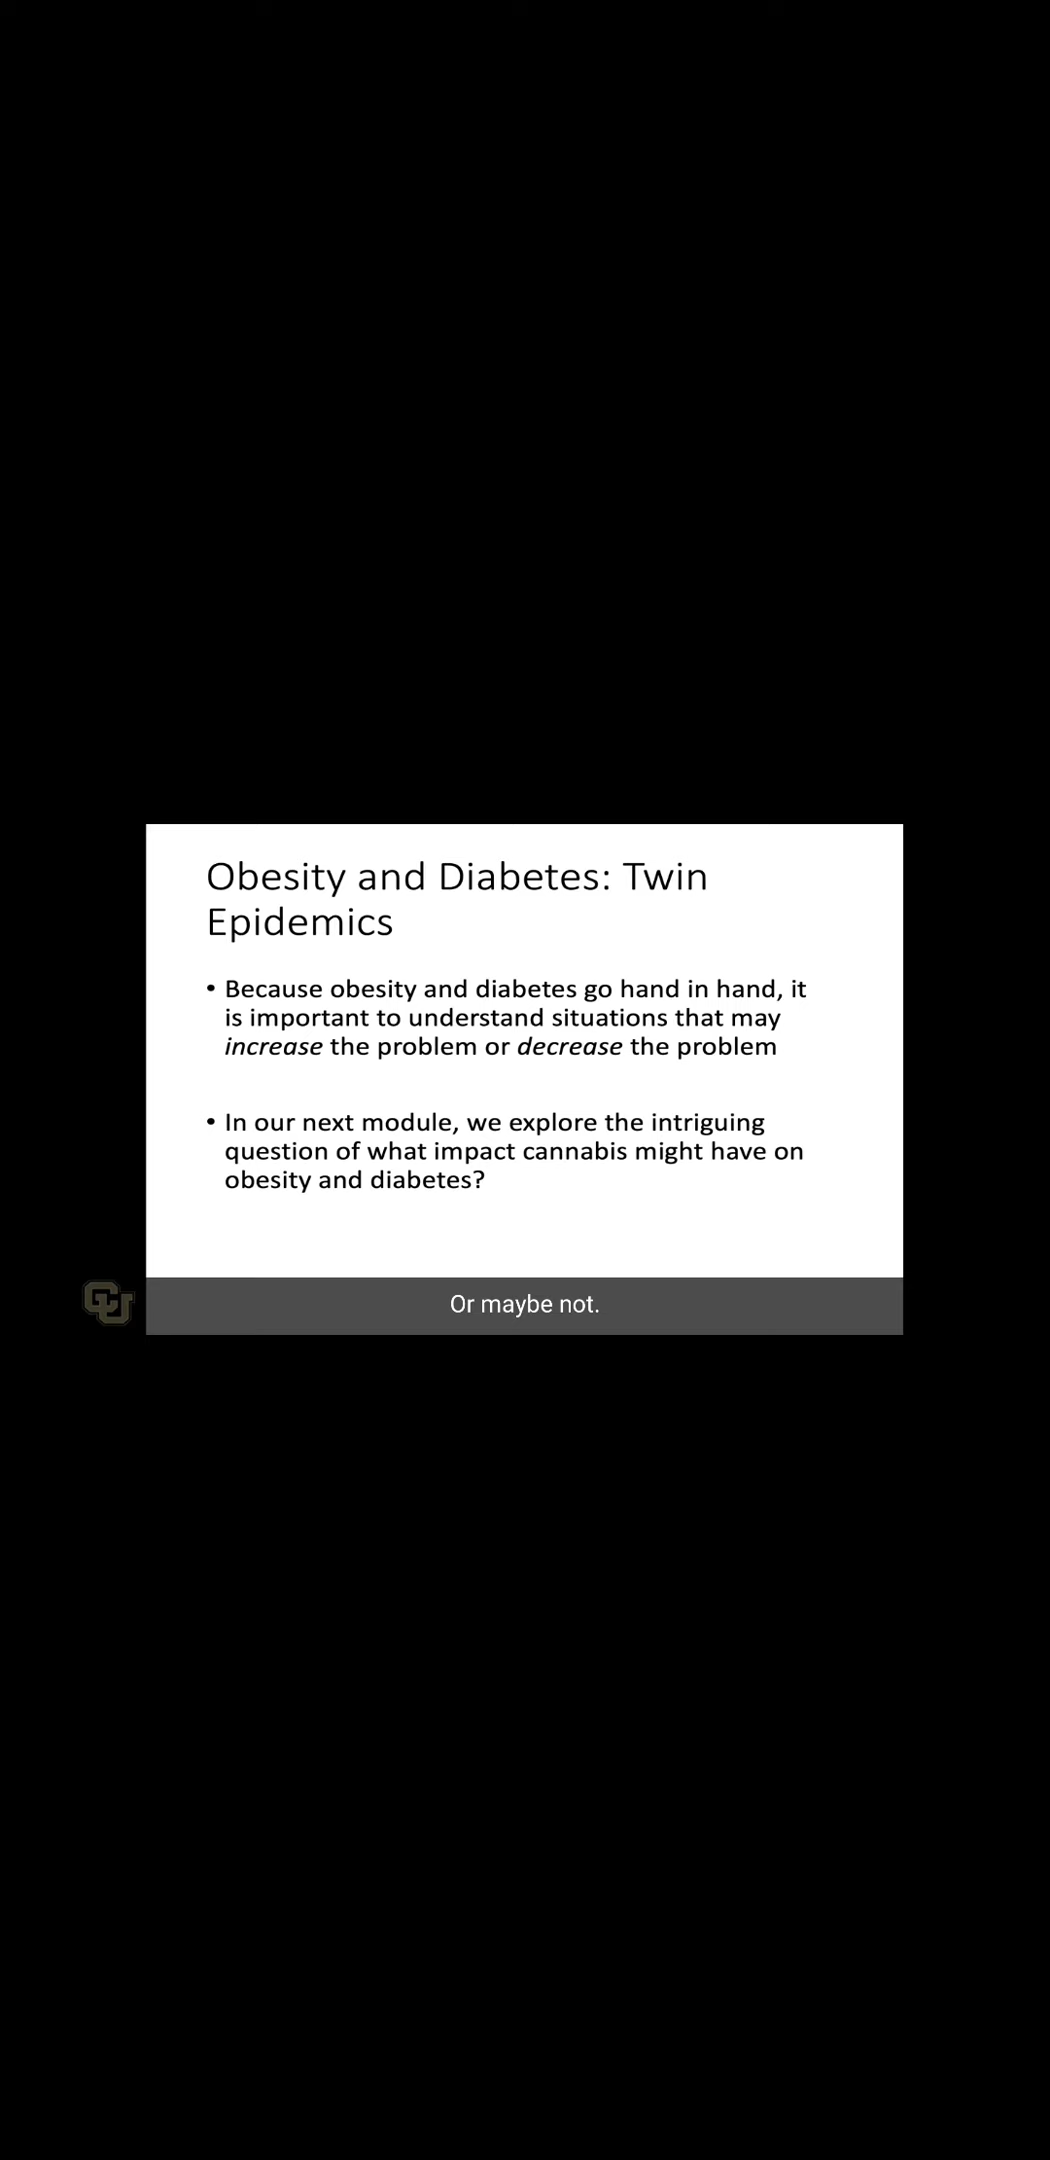 Obesity and Diabetes: Twin
Epidemics
• Because obesity and diabetes go hand in hand, it
is important to understand situations that may
increase the problem or decrease the problem
• In our next module, we explore the intriguing
question of what impact cannabis might have on
obesity and diabetes?
CU
Or maybe not.